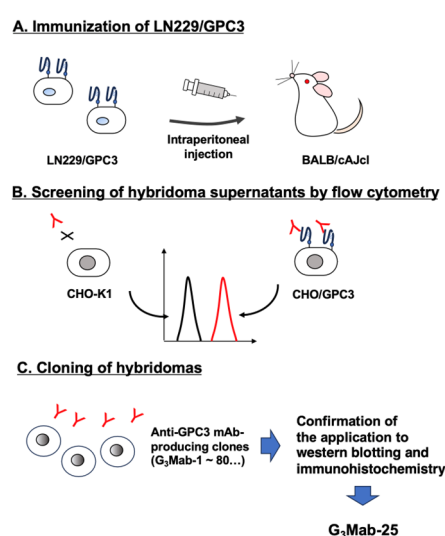 A. Immunization of LN229/GPC3
LN229/GPC3
Intraperitoneal
injection
BALB/cAJcl
B. Screening of hybridoma supernatants by flow cytometry
CHO-K1
CHO/GPC3
C. Cloning of hybridomas
Anti-GPC3 mAb-
producing clones
(G₃Mab-1 ~ 80...)
Confirmation of
the application to
western blotting and
immunohistochemistry
G₃Mab-25